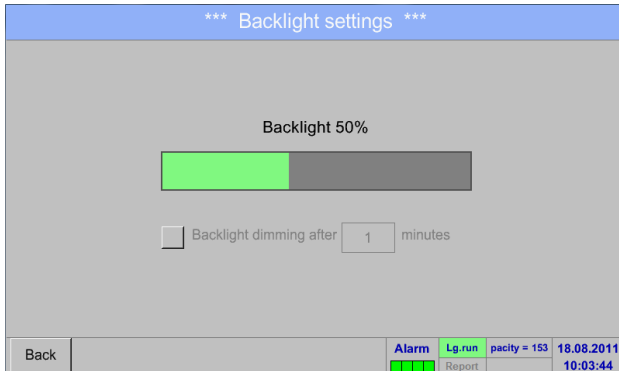 *** Backlight settings ***
Backlight 50%
Backlight dimming after 1 minutes
Back
Alarm Lg.run pacity = 153 18.08.2011
Report 10:03:44